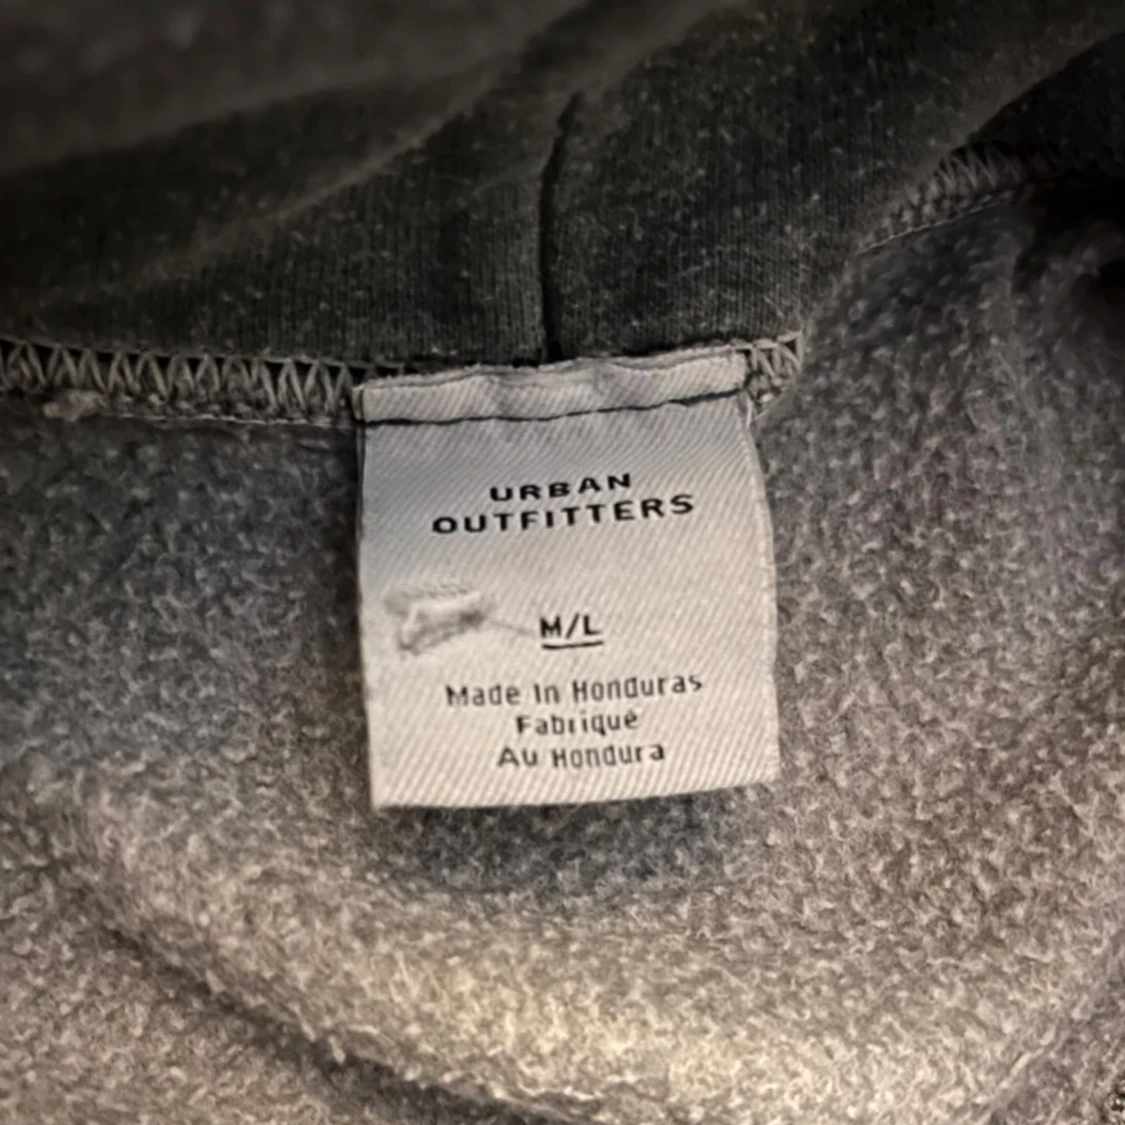 URBAN
OUTFITTERS
M/L
Made In Honduras
Fabriqué
Au Hondura